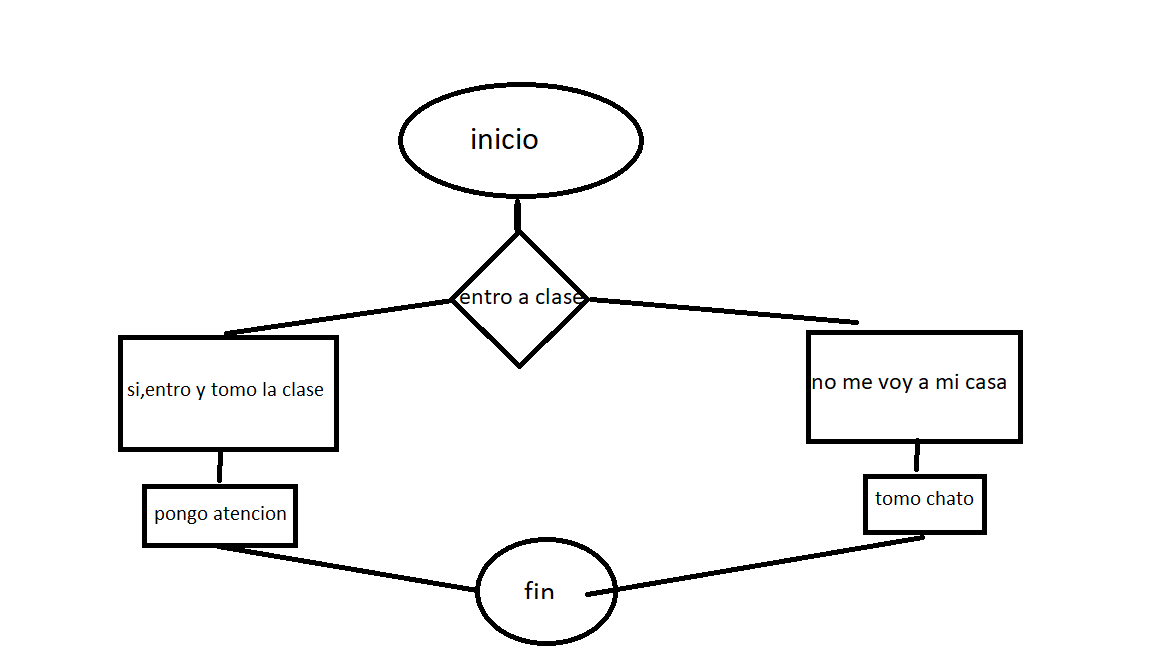 inicio
entro a clase
si,entro y tomo la clase
no me voy a mi casa
pongo atencion
tomo chato
fin